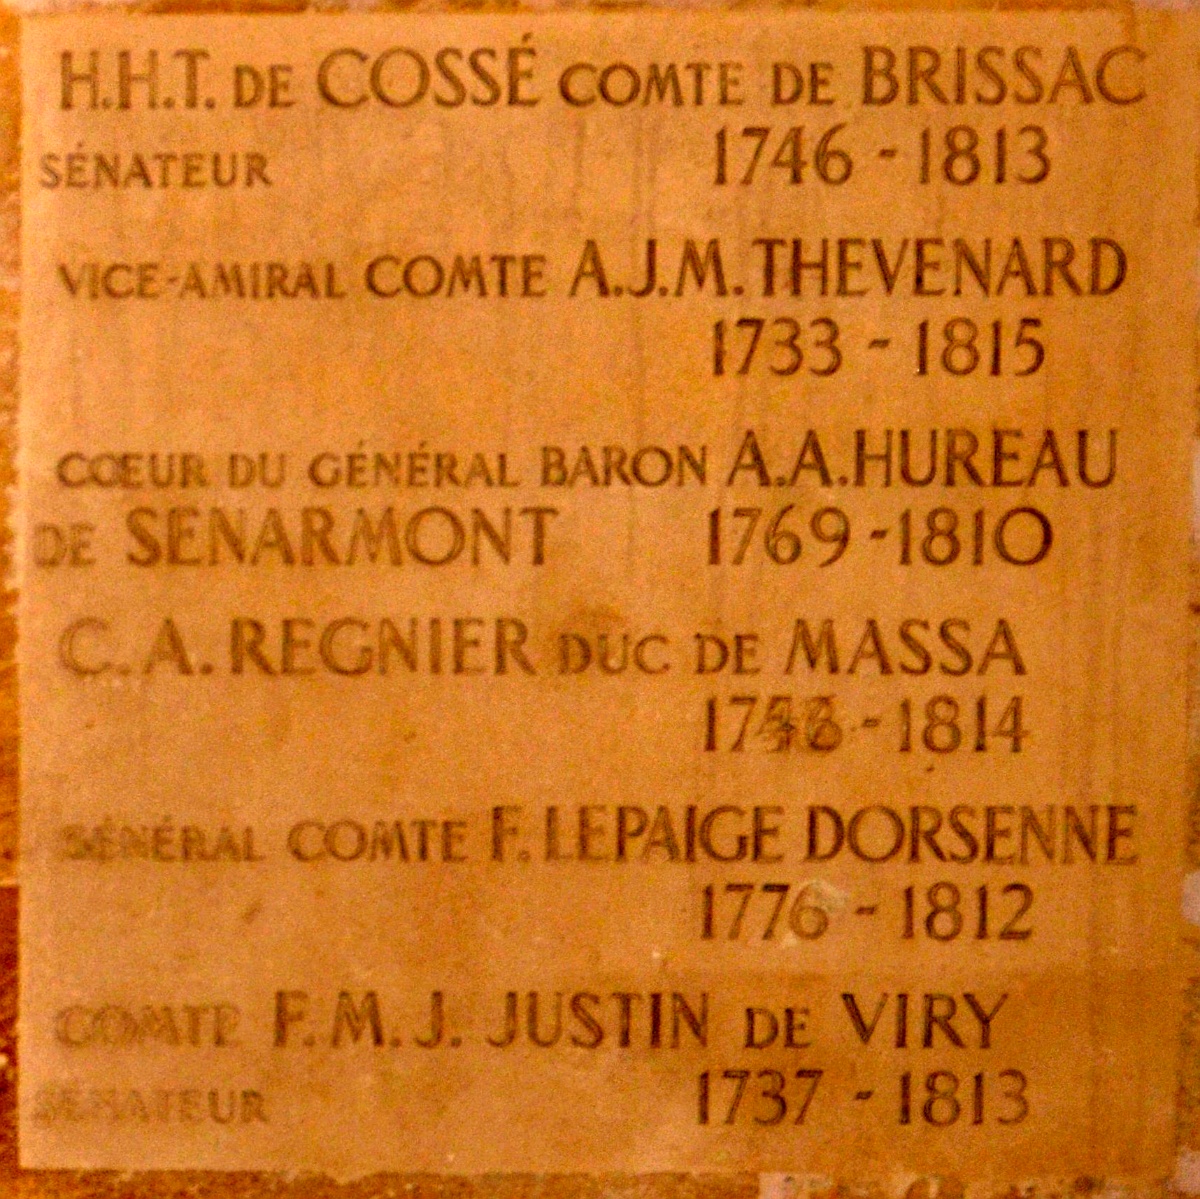 H.H.T. DE COSSÉ COMTE DE BRISSAC
SÉNATEUR 1746 - 1813
VICE-AMIRAL COMTE A.J.M. THEVENARD
1733 - 1815
CŒUR DU GÉNÉRAL BARON A.A.HUREAU
DE SENARMONT 1769 - 1810
C.A. REGNIER DUC DE MASSA
- 1814
GÉNÉRAL COMTE F. LEPAIGE DORSENNE
1776 - 1812
COMTE F.M.J. JUSTIN DE VIRY
SÉNATEUR 1737 - 1813